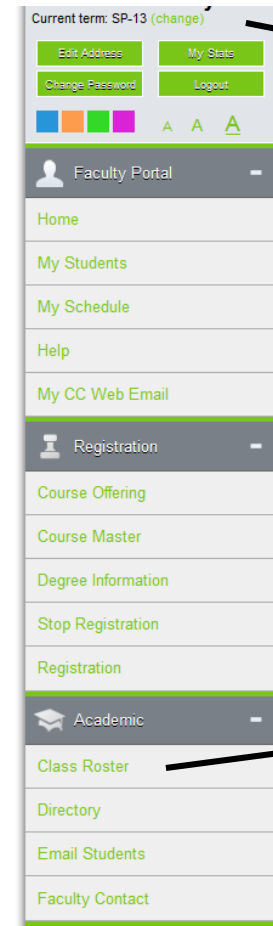 Current term: SP-13 (change)
Edit Address My Stats
Change Password Logout
A A A
Faculty Portal -
Home
My Students
My Schedule
Help
My CC Web Email
Registration -
Course Offering
Course Master
Degree Information
Stop Registration
Registration
Academic -
Class Roster
Directory
Email Students
Faculty Contact